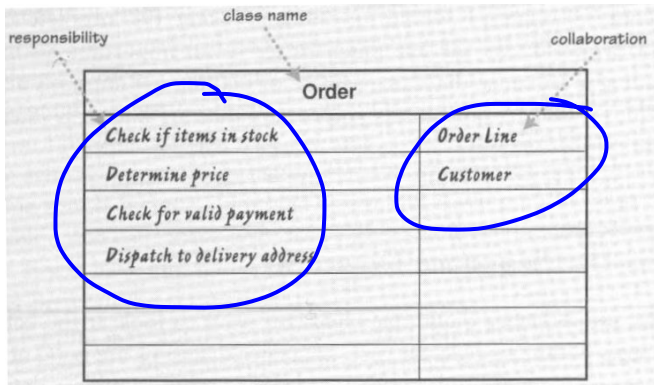 class name
responsibility
collaboration
Order
Check if items in stock
Order Line
Determine price
Customer
Check for valid payment
Dispatch to delivery address